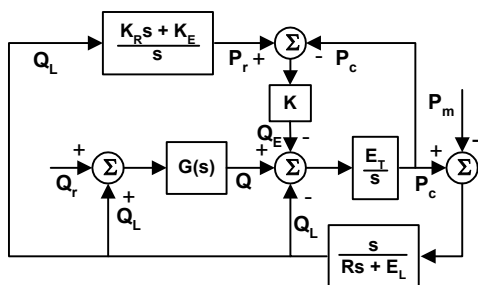 K_R s + K_E
s
Q_L
P_r
+
Σ
-
P_c
K
P_m
-
Q_E
-
+
Σ
Q_r
+
Q_L
G(s)
Q
+
Σ
-
Q_L
E_T
s
P_c
+
Σ
s
Rs + E_L